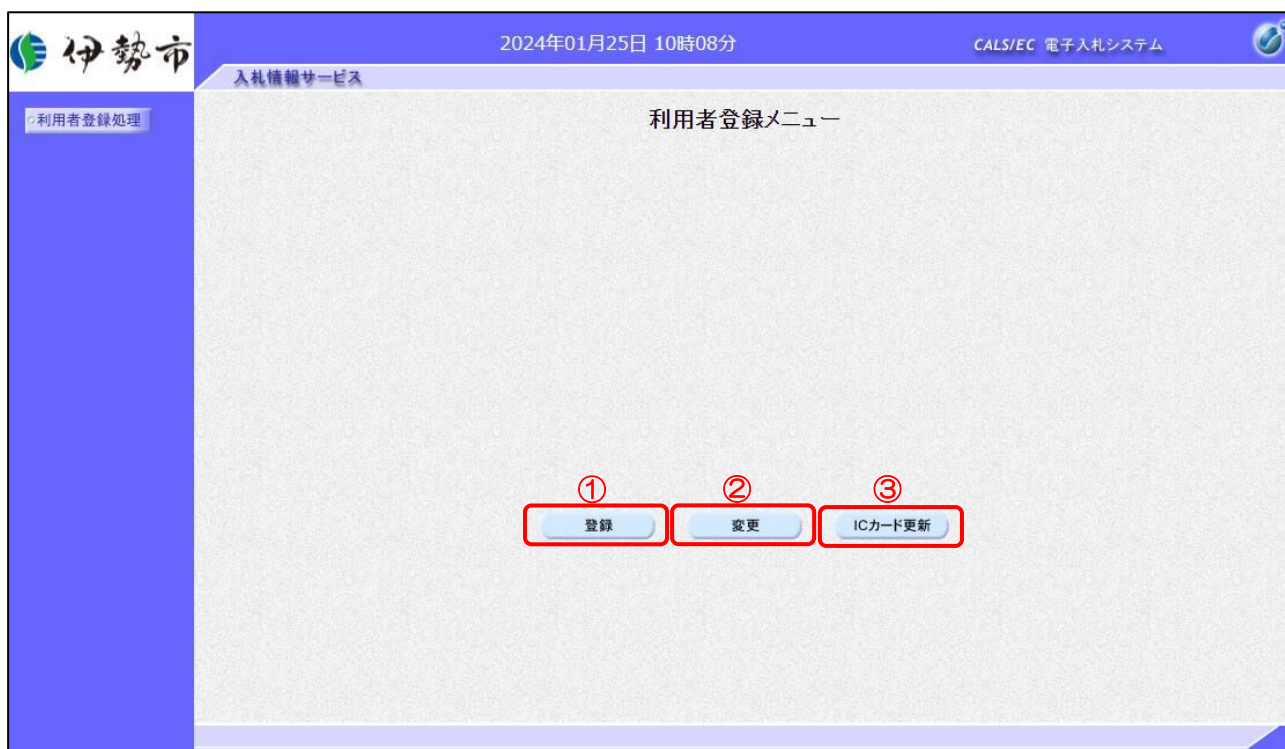 伊勢市
2024年01月25日 10時08分
CALS/EC 電子入札システム
入札情報サービス
○利用者登録処理
利用者登録メニュー
① ② ③
登録 変更 ICカード更新